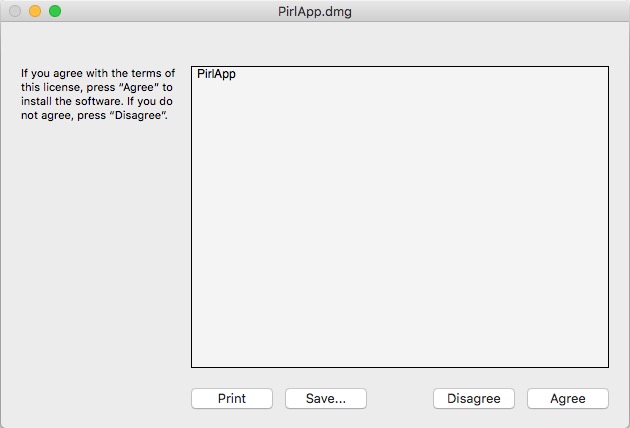 PirlApp.dmg
If you agree with the terms of
this license, press “Agree” to
install the software. If you do
not agree, press “Disagree”.
PirlApp
Print
Save...
Disagree
Agree